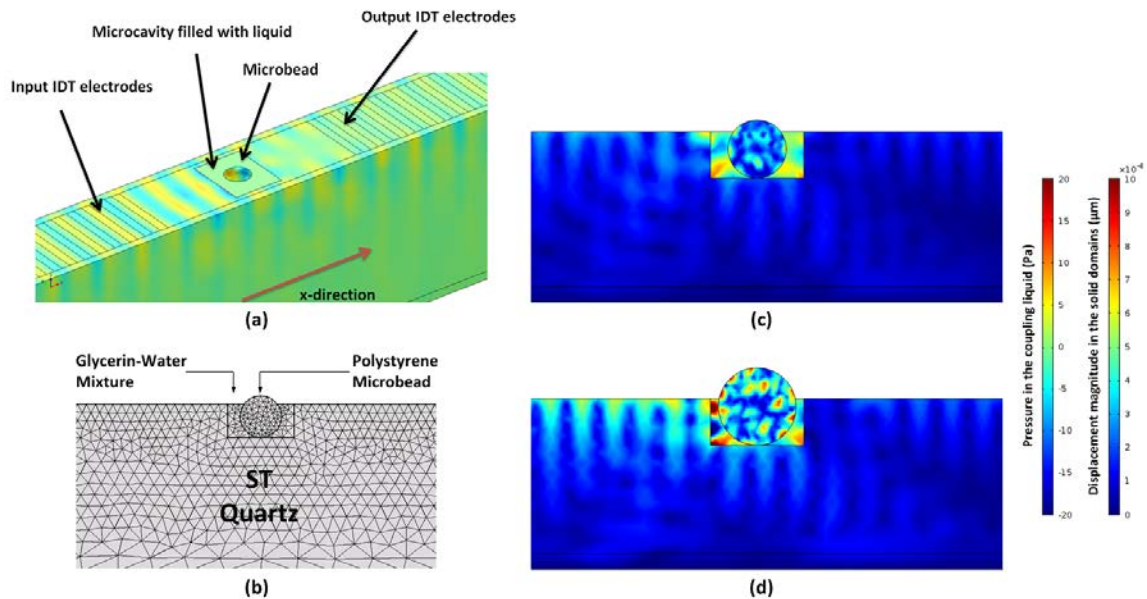 Output IDT electrodes
Microcavity filled with liquid
Microbead
Input IDT electrodes
x-direction
(a)
Glycerin-Water
Mixture
Polystyrene
Microbead
ST
Quartz
(b)
(c)
(d)
Pressure in the coupling liquid (Pa)
20
15
10
5
0
-5
-10
-15
-20
Displacement magnitude in the solid domains (µm)
×10⁻⁴
10
9
8
7
6
5
4
3
2
1
0